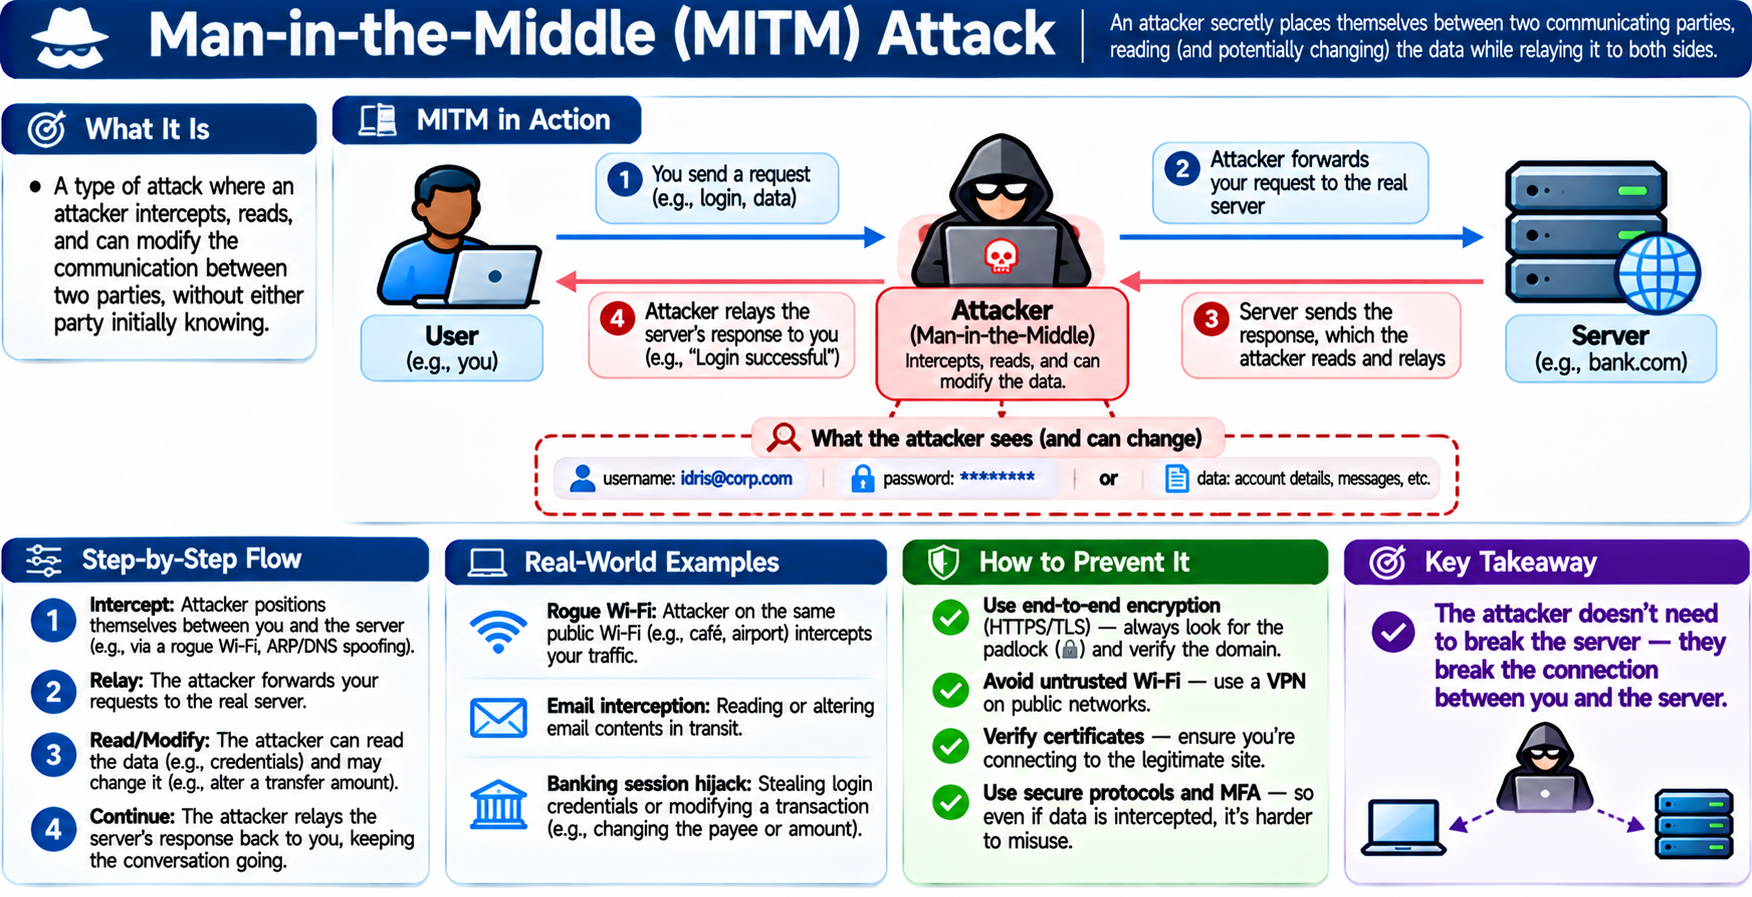 Man-in-the-Middle (MITM) Attack
An attacker secretly places themselves between two communicating parties,
reading (and potentially changing) the data while relaying it to both sides.
What It Is
• A type of attack where an
attacker intercepts, reads,
and can modify the
communication between
two parties, without either
party initially knowing.
MITM in Action
1 You send a request
(e.g., login, data)
2 Attacker forwards
your request to the real
server
4 Attacker relays the
server's response to you
(e.g., “Login successful”)
3 Server sends the
response, which the
attacker reads and relays
User
(e.g., you)
Attacker
(Man-in-the-Middle)
Intercepts, reads, and can
modify the data.
Server
(e.g., bank.com)
What the attacker sees (and can change)
username: idris@corp.com | password: ******** | or | data: account details, messages, etc.
Step-by-Step Flow
1 Intercept: Attacker positions
themselves between you and the server
(e.g., via a rogue Wi-Fi, ARP/DNS spoofing).
2 Relay: The attacker forwards your
requests to the real server.
3 Read/Modify: The attacker can read
the data (e.g., credentials) and may
change it (e.g., alter a transfer amount).
4 Continue: The attacker relays the
server's response back to you, keeping
the conversation going.
Real-World Examples
Rogue Wi-Fi: Attacker on the same
public Wi-Fi (e.g., café, airport) intercepts
your traffic.
Email interception: Reading or altering
email contents in transit.
Banking session hijack: Stealing login
credentials or modifying a transaction
(e.g., changing the payee or amount).
How to Prevent It
Use end-to-end encryption
(HTTPS/TLS) — always look for the
padlock (🔒) and verify the domain.
Avoid untrusted Wi-Fi — use a VPN
on public networks.
Verify certificates — ensure you're
connecting to the legitimate site.
Use secure protocols and MFA — so
even if data is intercepted, it's harder
to misuse.
Key Takeaway
The attacker doesn't need
to break the server — they
break the connection
between you and the server.